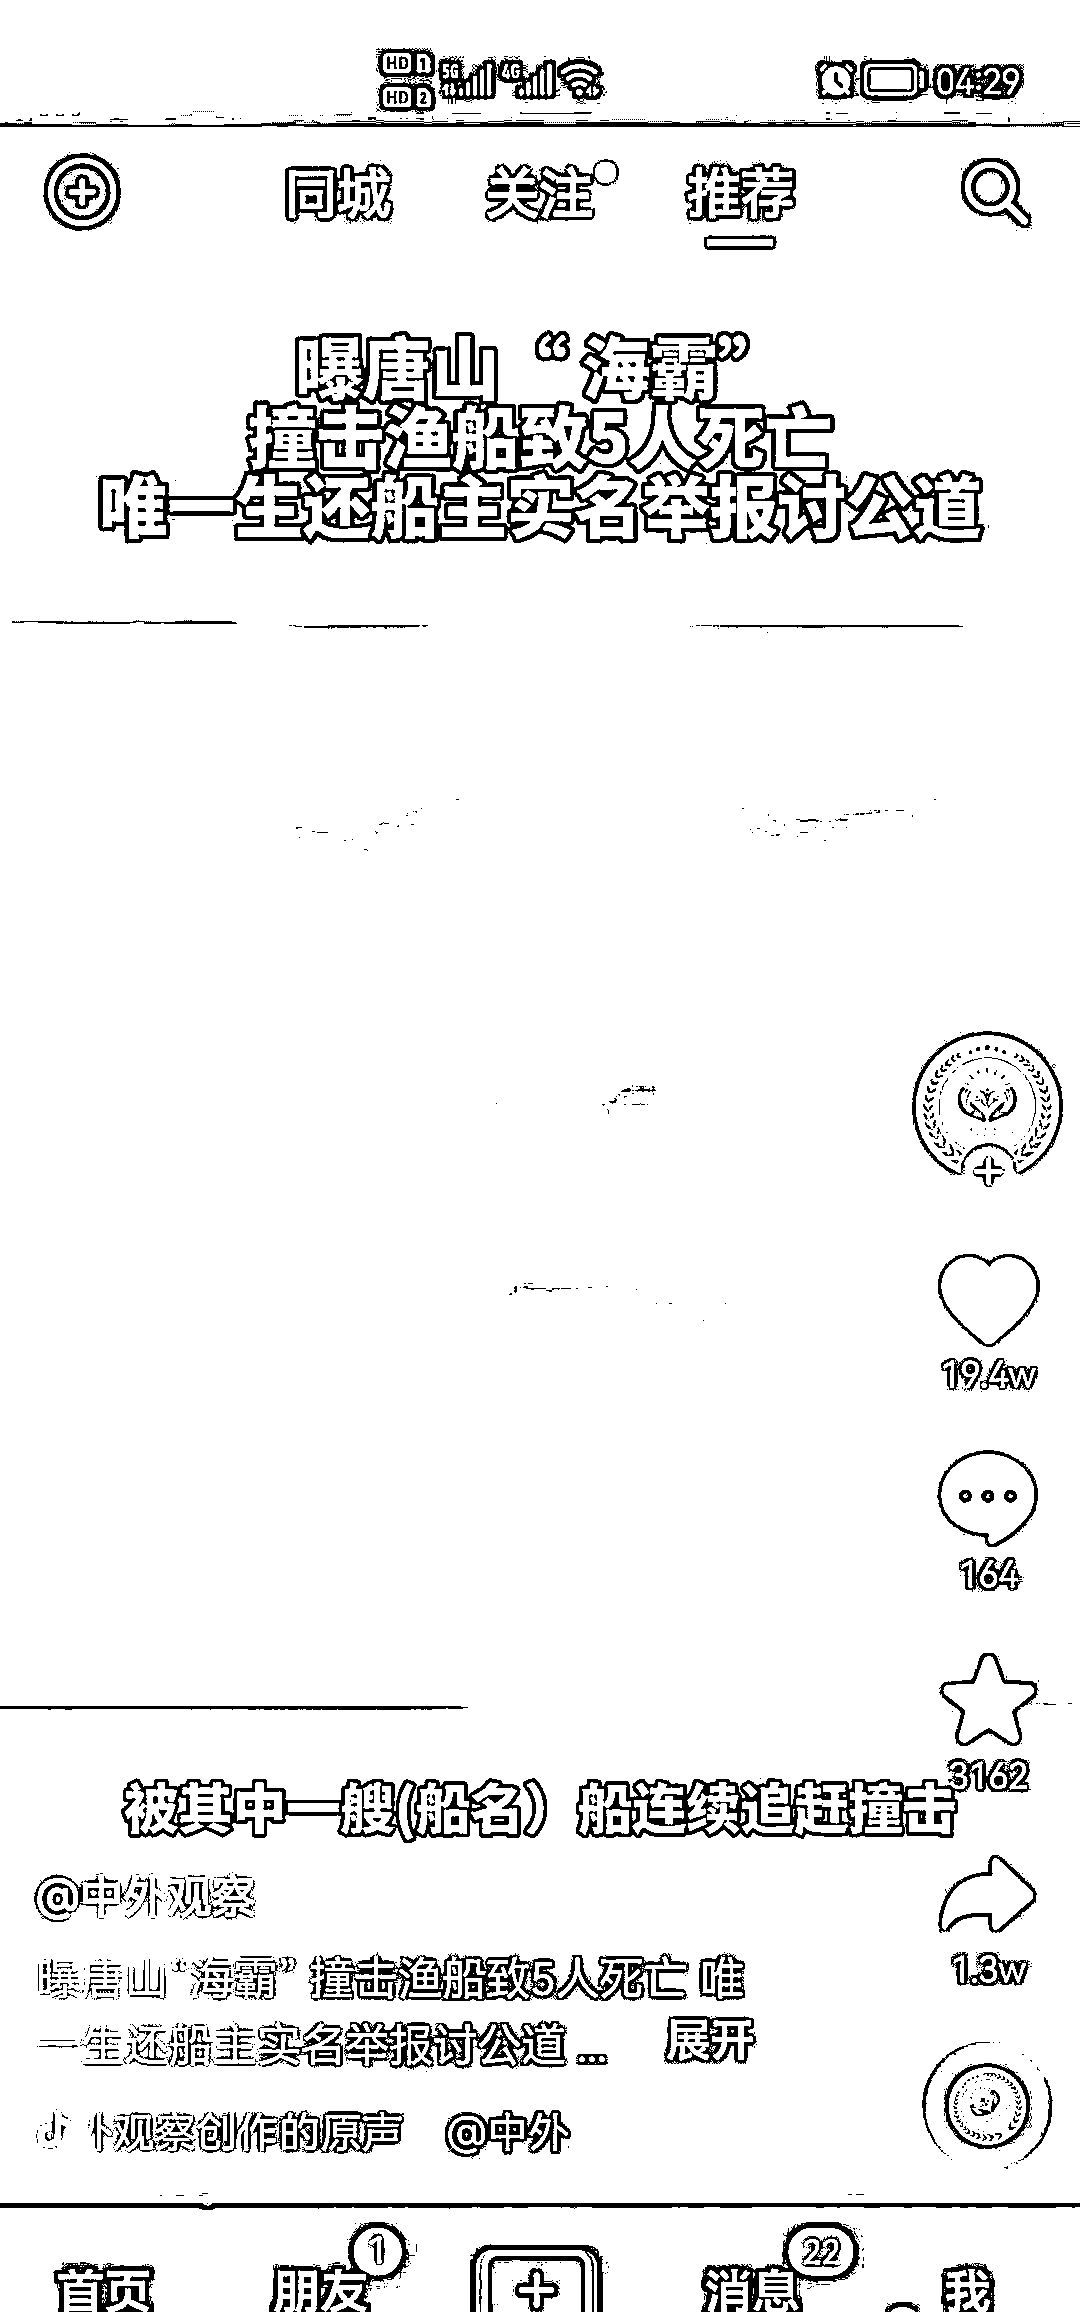 HD 1 5G 4G 04:29
HD 2
同城 关注 推荐
曝唐山 “海霸”
撞击渔船致5人死亡
唯一生还船主实名举报讨公道
19.4w
164
3162
被其中一艘(船名）船连续追赶撞击
@中外观察
1.3w
曝唐山“海霸” 撞击渔船致5人死亡 唯
一生还船主实名举报讨公道 ... 展开
外观察创作的原声 @中外
1 22
首页 朋友 消息 我